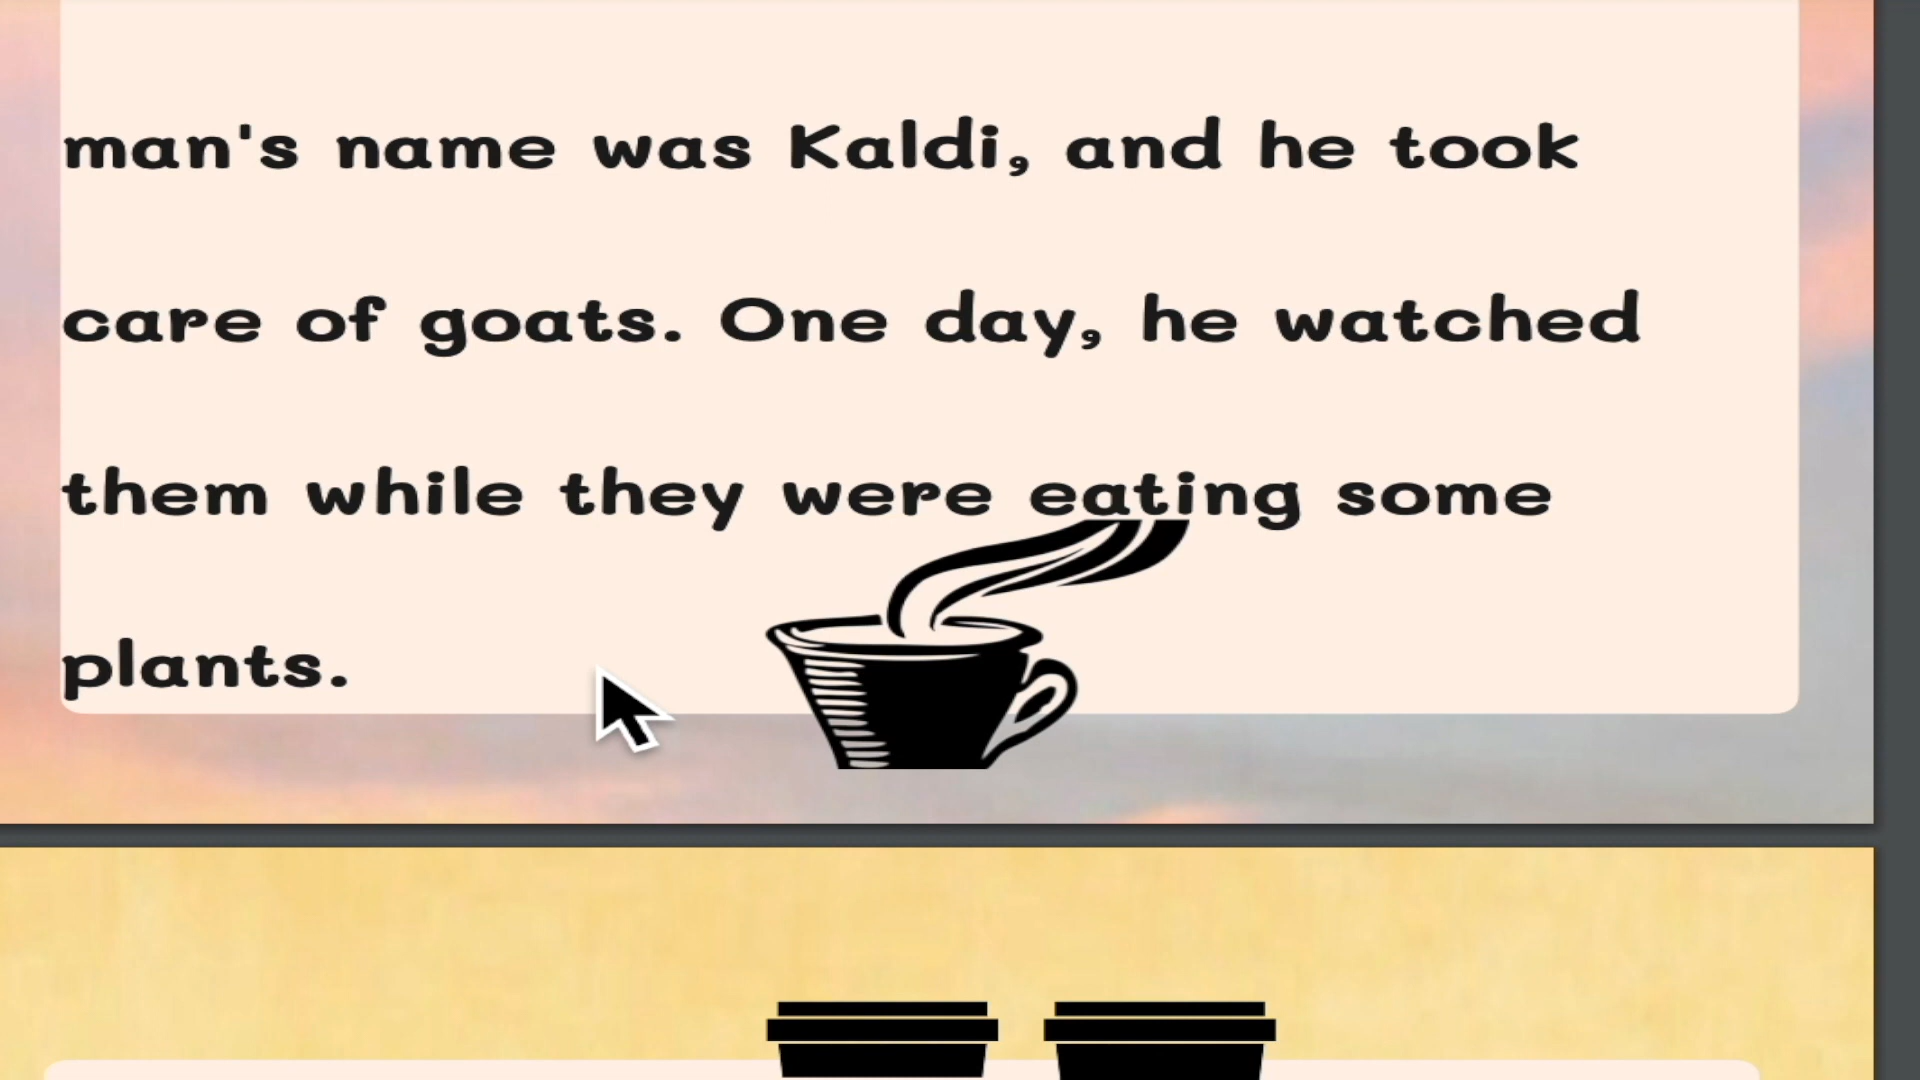 man's name was Kaldi, and he took
care of goats. One day, he watched
them while they were eating some
plants.